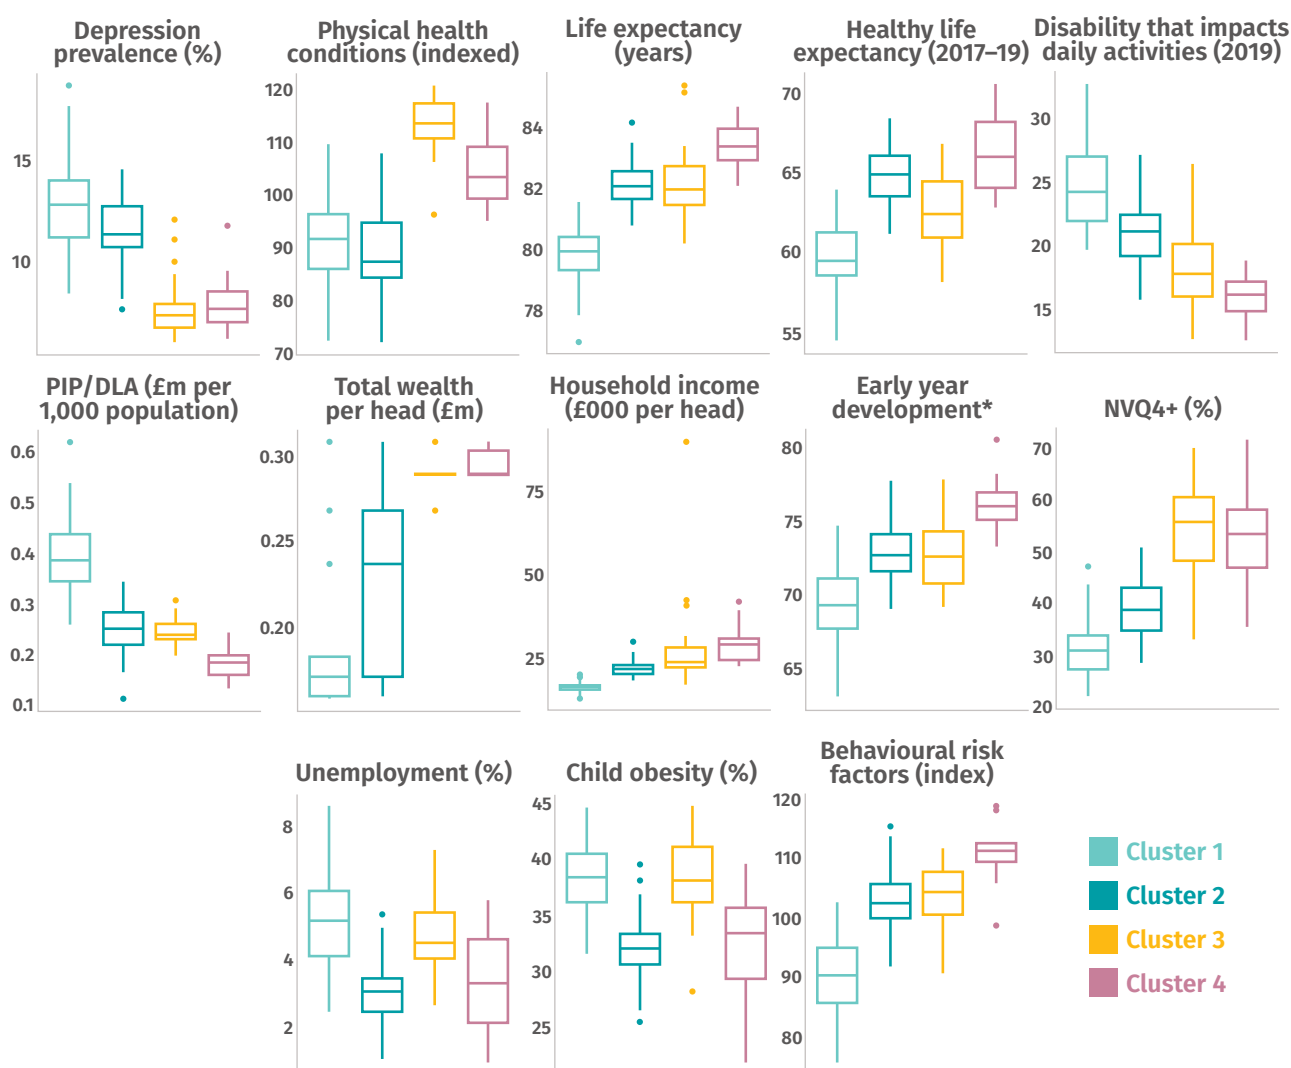 Depression
prevalence (%)
15
10
Physical health
conditions (indexed)
120
110
100
90
80
70
Life expectancy
(years)
84
82
80
78
Healthy life
expectancy (2017–19)
70
65
60
55
Disability that impacts
daily activities (2019)
30
25
20
15
PIP/DLA (£m per
1,000 population)
0.6
0.5
0.4
0.3
0.2
0.1
Total wealth
per head (£m)
0.30
0.25
0.20
Household income
(£000 per head)
75
50
25
Early year
development*
80
75
70
65
NVQ4+ (%)
70
60
50
40
30
20
Unemployment (%)
8
6
4
2
Child obesity (%)
45
40
35
30
25
Behavioural risk
factors (index)
120
110
100
90
80
Cluster 1
Cluster 2
Cluster 3
Cluster 4